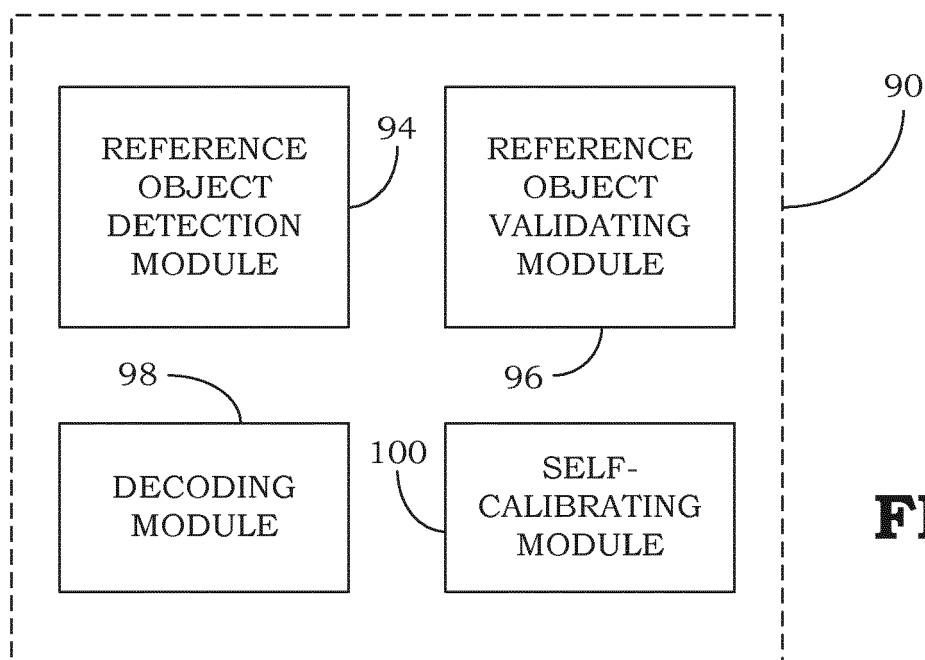 90
REFERENCE
OBJECT
DETECTION
MODULE
94
REFERENCE
OBJECT
VALIDATING
MODULE
96
98
DECODING
MODULE
100
SELF-
CALIBRATING
MODULE